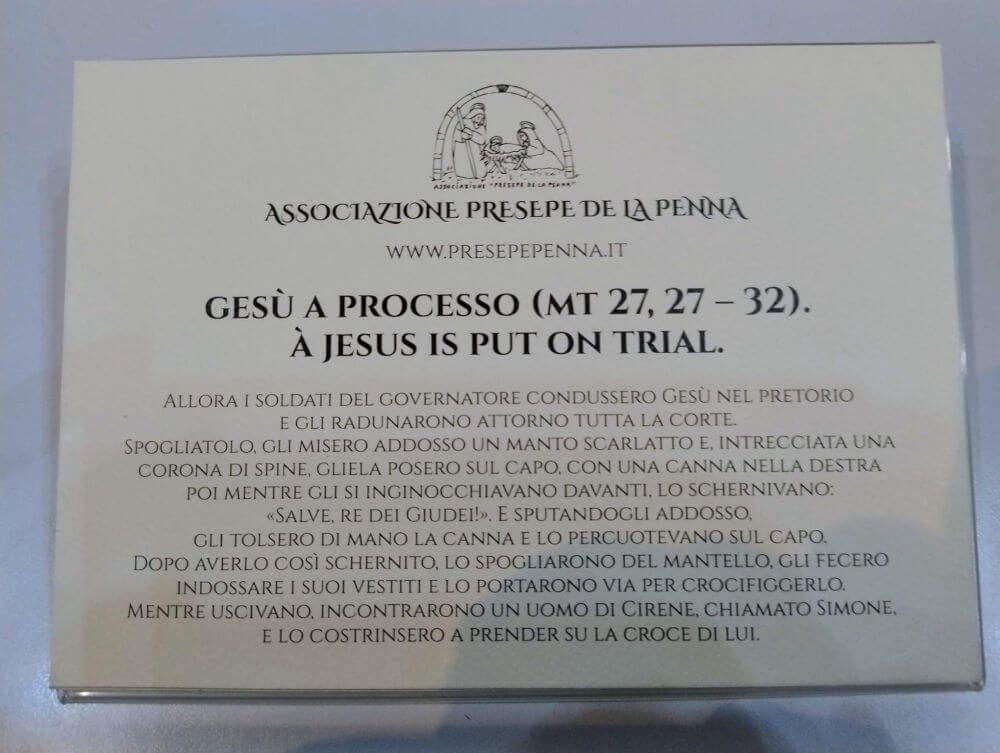 ASSOCIAZIONE "PRESEPE DE LA PENNA"
ASSOCIAZIONE PRESEPE DE LA PENNA
WWW.PRESEPEPENNA.IT
GESÙ A PROCESSO (MT 27, 27 – 32).
À JESUS IS PUT ON TRIAL.
ALLORA I SOLDATI DEL GOVERNATORE CONDUSSERO GESÙ NEL PRETORIO
E GLI RADUNARONO ATTORNO TUTTA LA CORTE.
SPOGLIATOLO, GLI MISERO ADDOSSO UN MANTO SCARLATTO E, INTRECCIATA UNA
CORONA DI SPINE, GLIELA POSERO SUL CAPO, CON UNA CANNA NELLA DESTRA
POI MENTRE GLI SI INGINOCCHIAVANO DAVANTI, LO SCHERNIVANO:
«SALVE, RE DEI GIUDEI!». E SPUTANDOGLI ADDOSSO,
GLI TOLSERO DI MANO LA CANNA E LO PERCUOTEVANO SUL CAPO.
DOPO AVERLO COSÌ SCHERNITO, LO SPOGLIARONO DEL MANTELLO, GLI FECERO
INDOSSARE I SUOI VESTITI E LO PORTARONO VIA PER CROCIFIGGERLO.
MENTRE USCIVANO, INCONTRARONO UN UOMO DI CIRENE, CHIAMATO SIMONE,
E LO COSTRINSERO A PRENDER SU LA CROCE DI LUI.